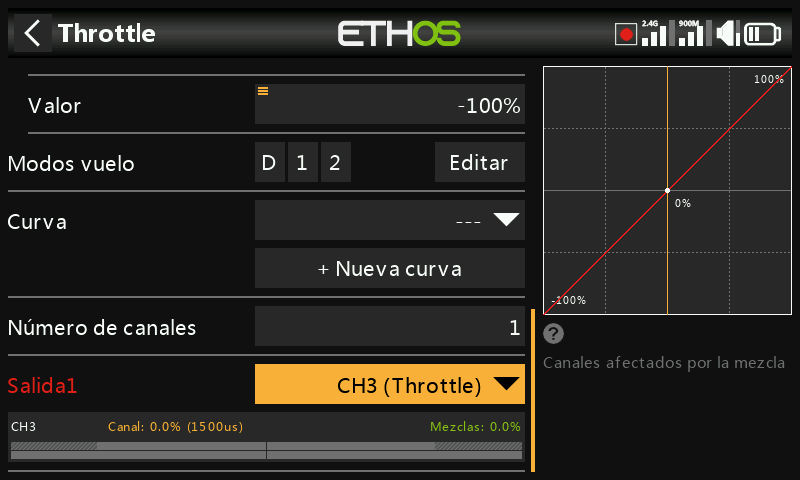 Throttle
ETHOS
2.4G 900M
Valor -100%
Modos vuelo D 1 2 Editar
Curva ---
+ Nueva curva
Número de canales 1
Salida1 CH3 (Throttle)
CH3 Canal: 0.0% (1500us) Mezclas: 0.0%
100%
0%
-100%
?
Canales afectados por la mezcla